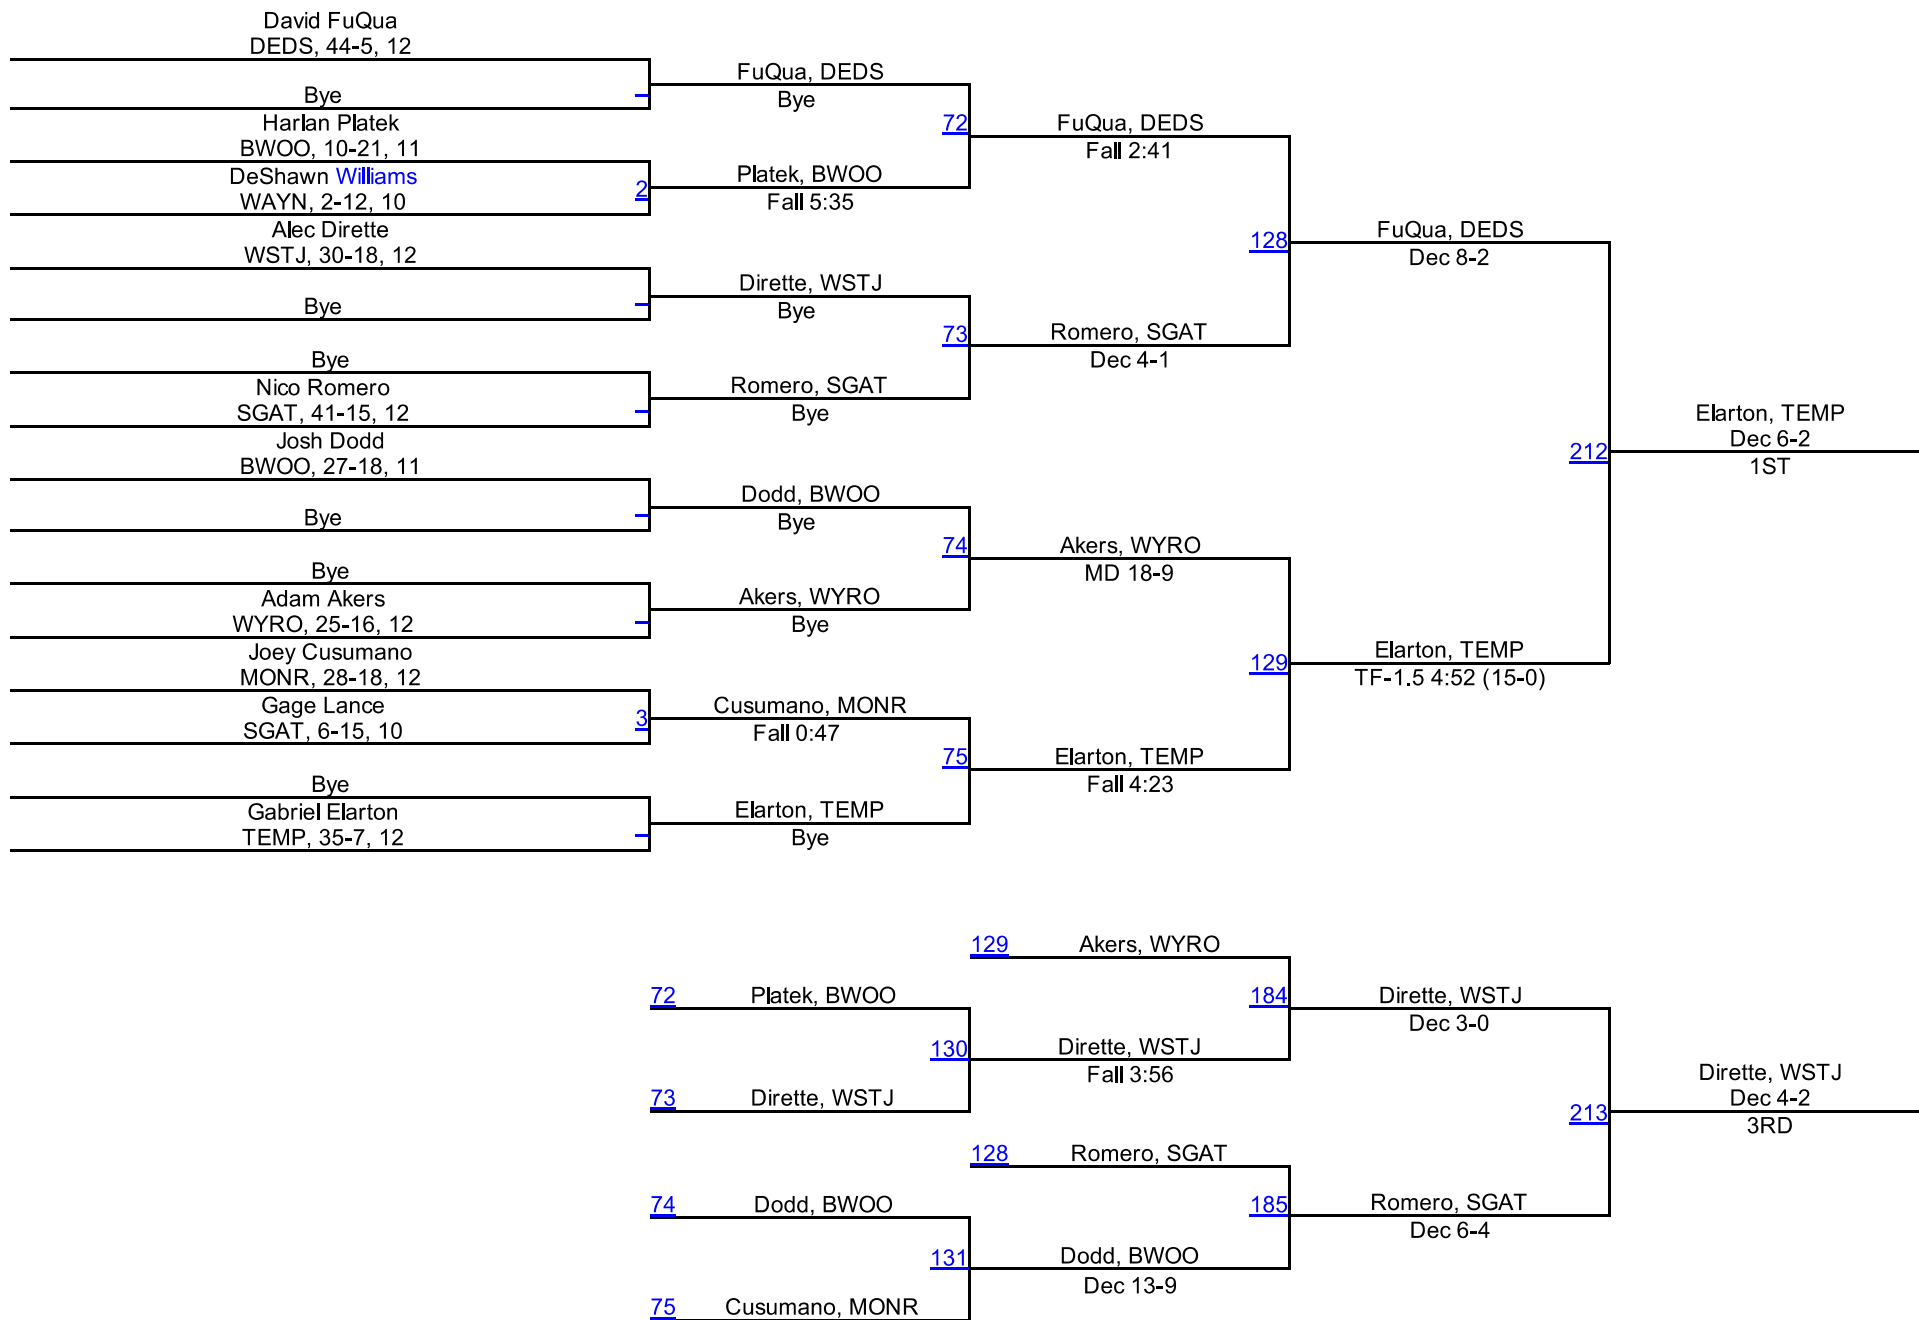 David FuQua
DEDS, 44-5, 12
Bye
Harlan Platek
BWOO, 10-21, 11
DeShawn Williams
WAYN, 2-12, 10
2
Alec Dirette
WSTJ, 30-18, 12
Bye
Bye
Nico Romero
SGAT, 41-15, 12
Josh Dodd
BWOO, 27-18, 11
Bye
Bye
Adam Akers
WYRO, 25-16, 12
Joey Cusumano
MONR, 28-18, 12
Gage Lance
SGAT, 6-15, 10
3
Bye
Gabriel Elarton
TEMP, 35-7, 12
FuQua, DEDS
Bye
72
Platek, BWOO
Fall 5:35
Dirette, WSTJ
Bye
73
Romero, SGAT
Bye
Dodd, BWOO
Bye
74
Akers, WYRO
Bye
Cusumano, MONR
Fall 0:47
75
Elarton, TEMP
Bye
FuQua, DEDS
Fall 2:41
128
Romero, SGAT
Dec 4-1
Akers, WYRO
MD 18-9
129
Elarton, TEMP
Fall 4:23
FuQua, DEDS
Dec 8-2
212
Elarton, TEMP
TF-1.5 4:52 (15-0)
Elarton, TEMP
Dec 6-2
1ST
72 Platek, BWOO
130
73 Dirette, WSTJ
74 Dodd, BWOO
131
75 Cusumano, MONR
129 Akers, WYRO
184
Dirette, WSTJ
Fall 3:56
128 Romero, SGAT
185
Dodd, BWOO
Dec 13-9
Dirette, WSTJ
Dec 3-0
213
Romero, SGAT
Dec 6-4
Dirette, WSTJ
Dec 4-2
3RD